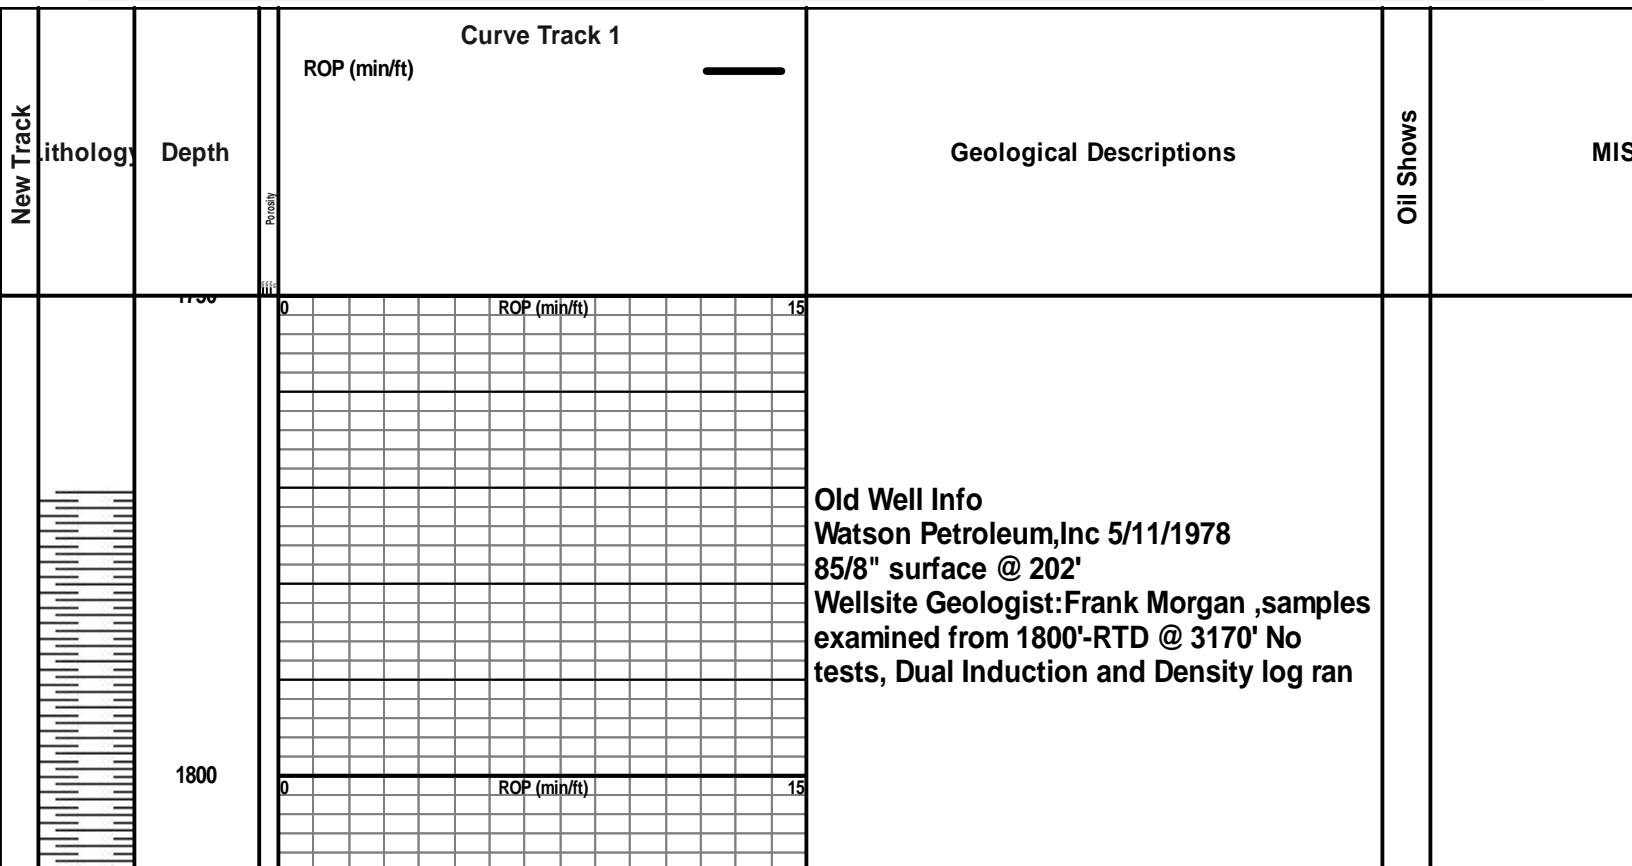 Curve Track 1
ROP (min/ft)
New Track
Lithology
Depth
Porosity
Geological Descriptions
Oil Shows
MIS
1750
0 ROP (min/ft) 15
Old Well Info
Watson Petroleum,Inc 5/11/1978
85/8" surface @ 202'
Wellsite Geologist:Frank Morgan ,samples
examined from 1800'-RTD @ 3170' No
tests, Dual Induction and Density log ran
1800
0 ROP (min/ft) 15